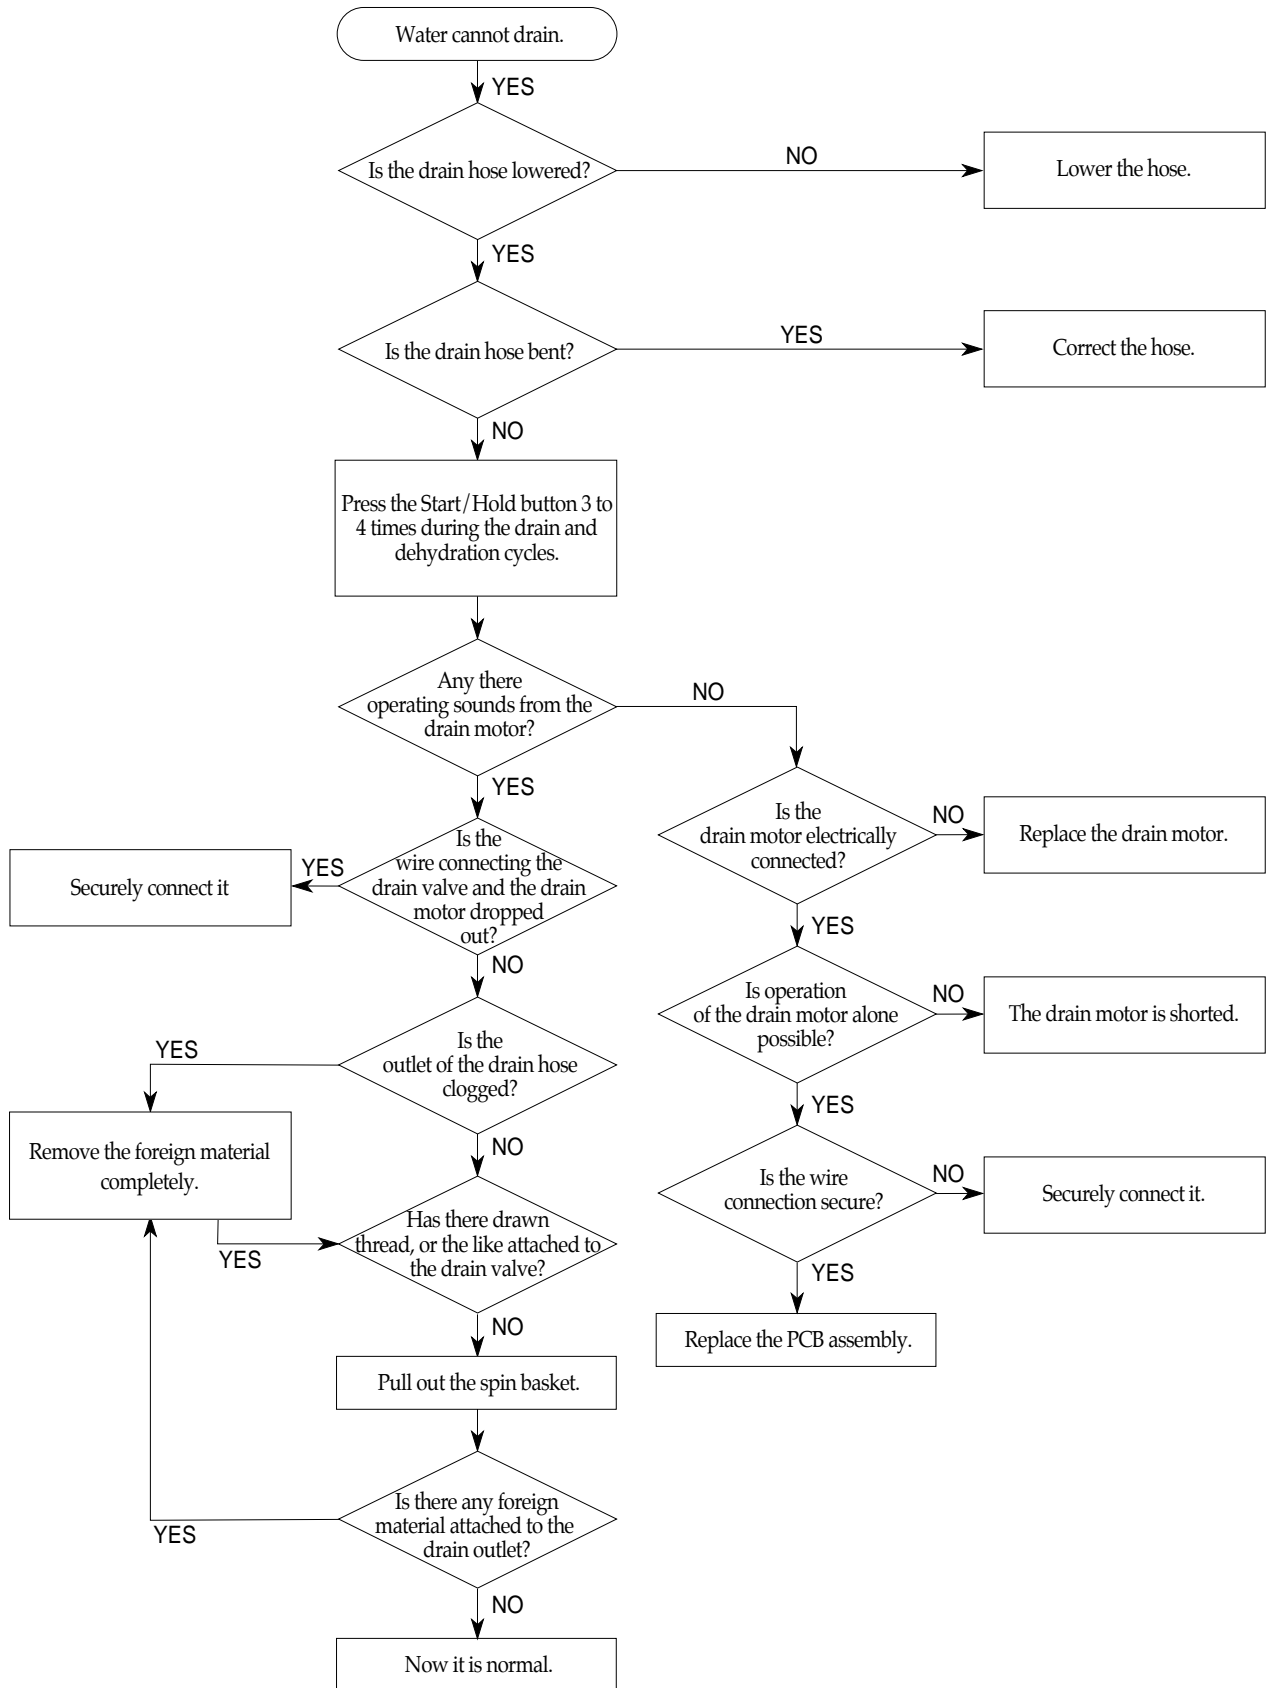 Water cannot drain.
YES
Is the drain hose lowered?
NO
Lower the hose.
YES
Is the drain hose bent?
YES
Correct the hose.
NO
Press the Start/Hold button 3 to
4 times during the drain and
dehydration cycles.
Any there
operating sounds from the
drain motor?
NO
YES
Is the
drain motor electrically
connected?
NO
Replace the drain motor.
YES
Is the
wire connecting the
drain valve and the drain
motor dropped
out?
YES
Securely connect it
NO
Is operation
of the drain motor alone
possible?
NO
The drain motor is shorted.
YES
Is the
outlet of the drain hose
clogged?
YES
Remove the foreign material
completely.
NO
Is the wire
connection secure?
NO
Securely connect it.
YES
Replace the PCB assembly.
YES
Has there drawn
thread, or the like attached to
the drain valve?
NO
Pull out the spin basket.
Is there any foreign
material attached to the
drain outlet?
YES
NO
Now it is normal.